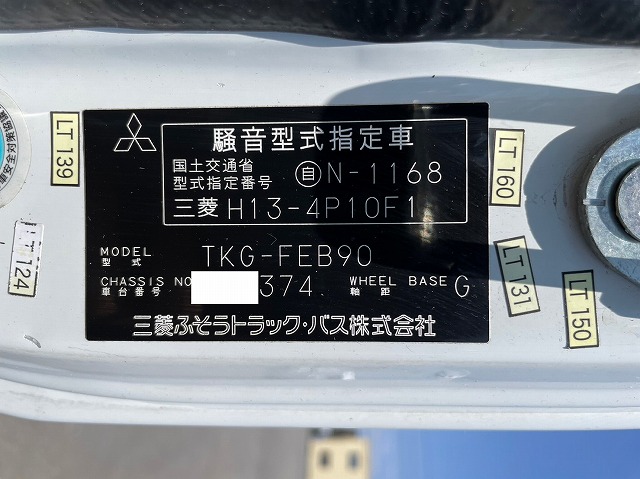 騒音型式指定車
国土交通省
型式指定番号 自N-1168
三菱 H13-4P10F1
MODEL
型式 TKG-FEB90
CHASSIS NO
車台番号 374 WHEEL BASE
軸距 G
三菱ふそうトラック・バス株式会社
LT 139
LT 124
LT 160
LT 131
LT 150